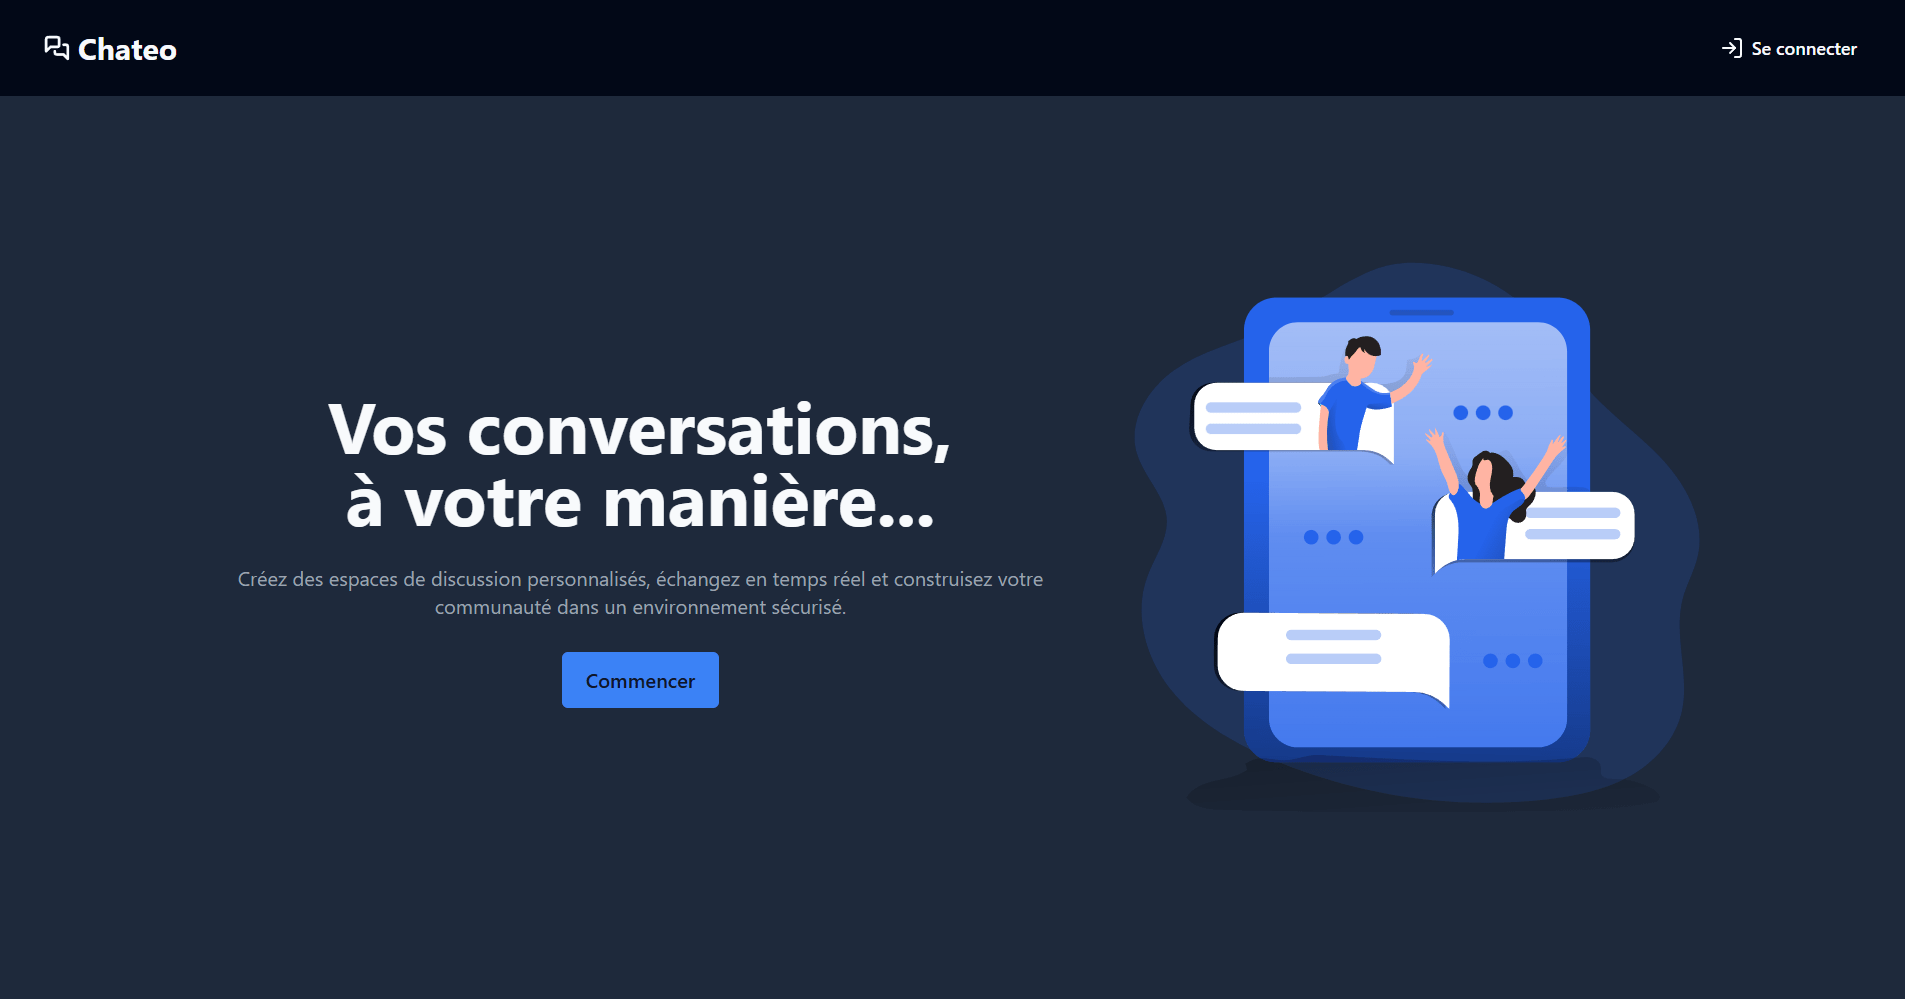 Chateo
Se connecter
Vos conversations,
à votre manière...
Créez des espaces de discussion personnalisés, échangez en temps réel et construisez votre
communauté dans un environnement sécurisé.
Commencer